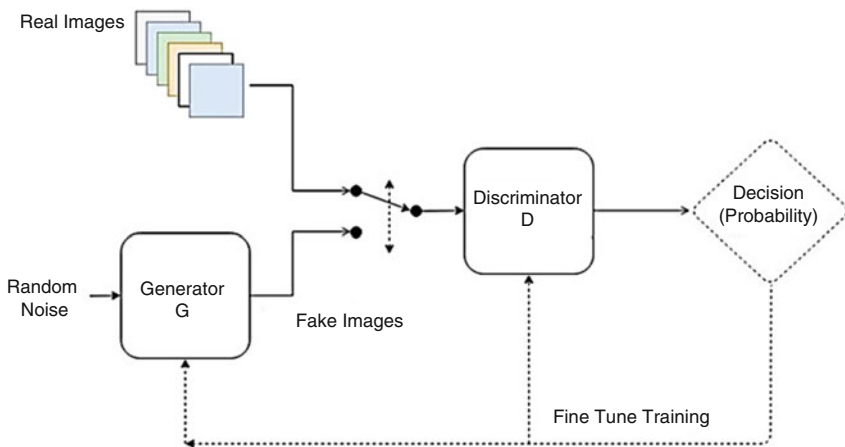 Real Images
Discriminator
D
Decision
(Probability)
Random
Noise
Generator
G
Fake Images
Fine Tune Training